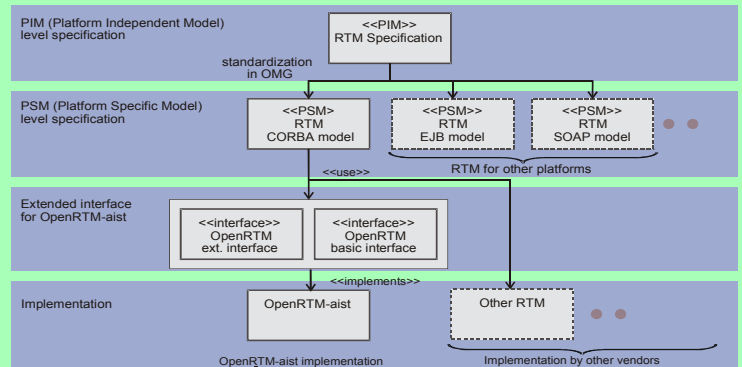 PIM (Platform Independent Model)
level specification
<<PIM>>
RTM Specification
standardization
in OMG
PSM (Platform Specific Model)
level specification
<<PSM>
RTM
CORBA model
<<PSM>>
RTM
EJB model
<<PSM>>
RTM
SOAP model
RTM for other platforms
<<use>>
Extended interface
for OpenRTM-aist
<<interface>>
OpenRTM
ext. interface
<<interface>>
OpenRTM
basic interface
<<implements>>
Implementation
OpenRTM-aist
Other RTM
OpenRTM-aist implementation
Implementation by other vendors